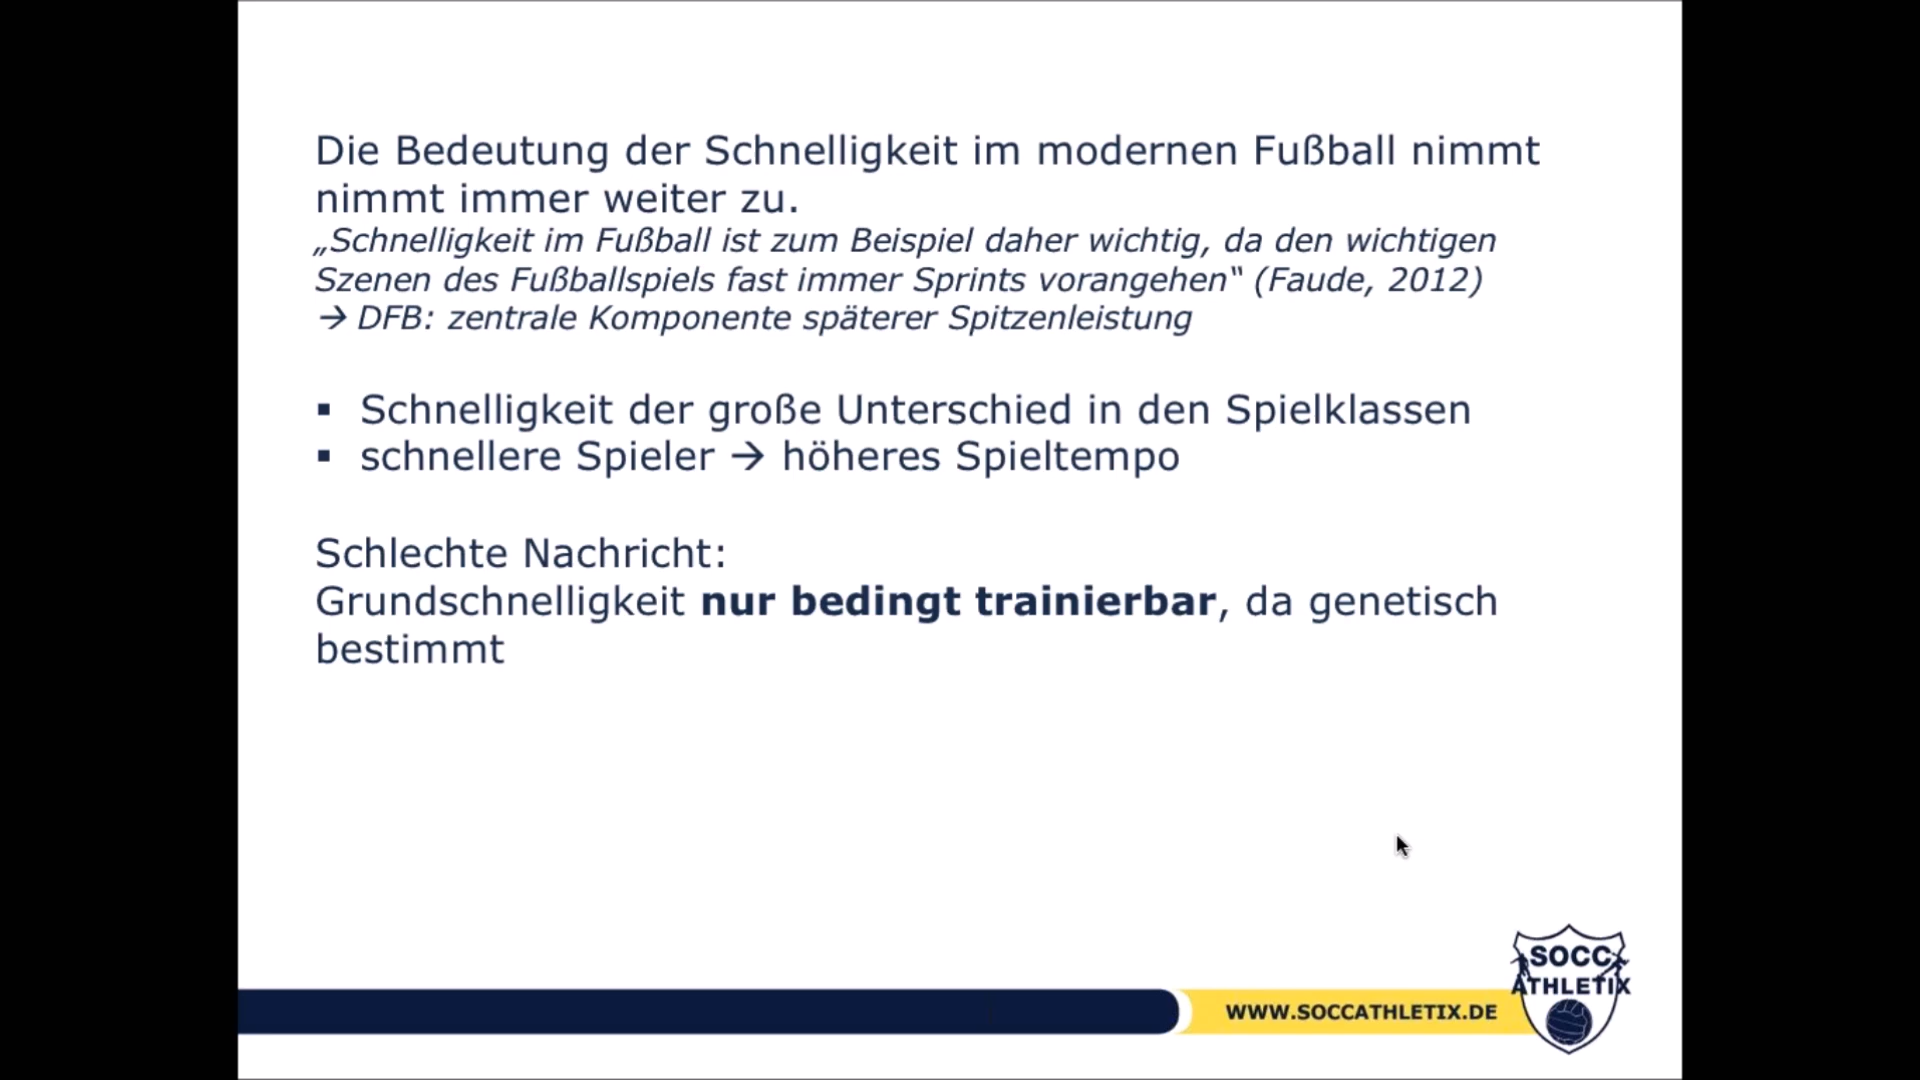 Die Bedeutung der Schnelligkeit im modernen Fußball nimmt
nimmt immer weiter zu.
„Schnelligkeit im Fußball ist zum Beispiel daher wichtig, da den wichtigen
Szenen des Fußballspiels fast immer Sprints vorangehen“ (Faude, 2012)
→ DFB: zentrale Komponente späterer Spitzenleistung
▪ Schnelligkeit der große Unterschied in den Spielklassen
▪ schnellere Spieler → höheres Spieltempo
Schlechte Nachricht:
Grundschnelligkeit nur bedingt trainierbar, da genetisch
bestimmt
WWW.SOCCATHLETIX.DE
SOCC
ATHLETIX